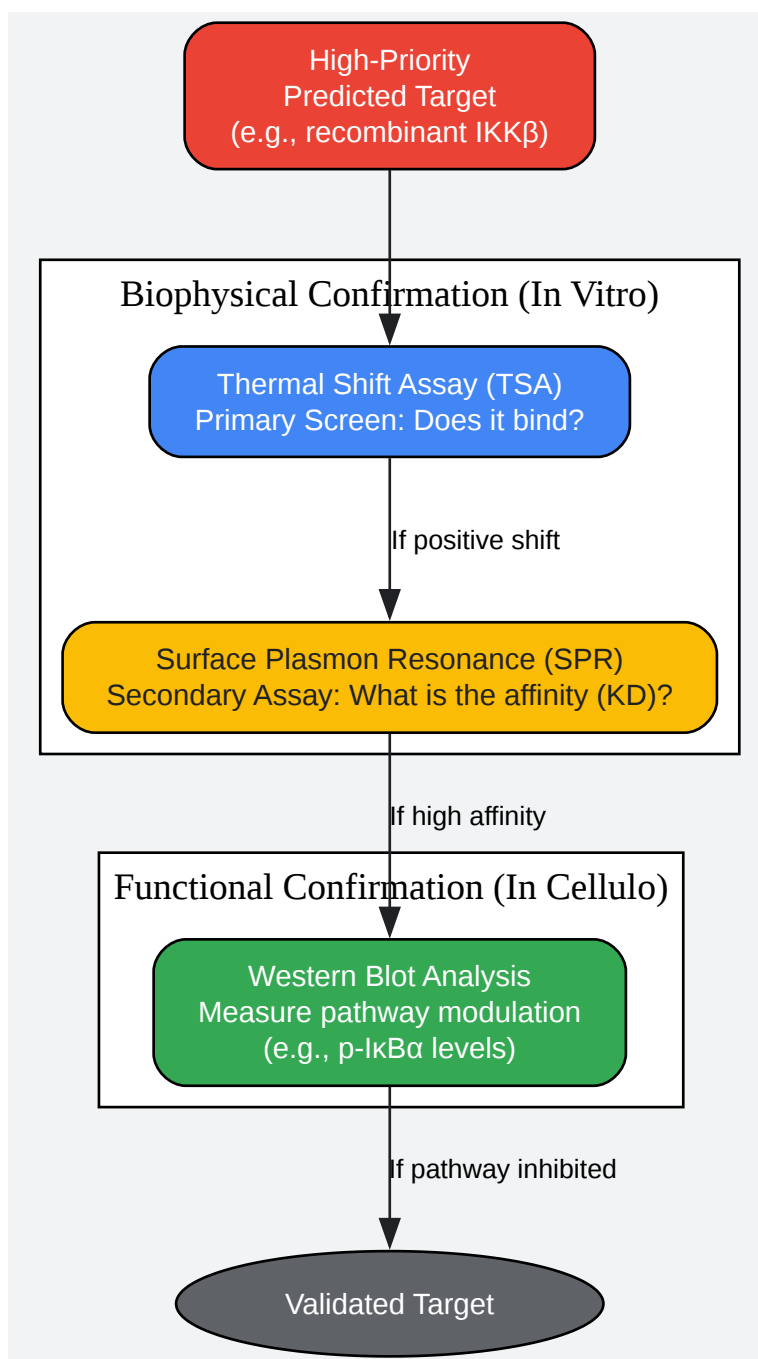 High-Priority
Predicted Target
(e.g., recombinant IKKβ)
Biophysical Confirmation (In Vitro)
Thermal Shift Assay (TSA)
Primary Screen: Does it bind?
If positive shift
Surface Plasmon Resonance (SPR)
Secondary Assay: What is the affinity (KD)?
If high affinity
Functional Confirmation (In Cellulo)
Western Blot Analysis
Measure pathway modulation
(e.g., p-IκBα levels)
If pathway inhibited
Validated Target